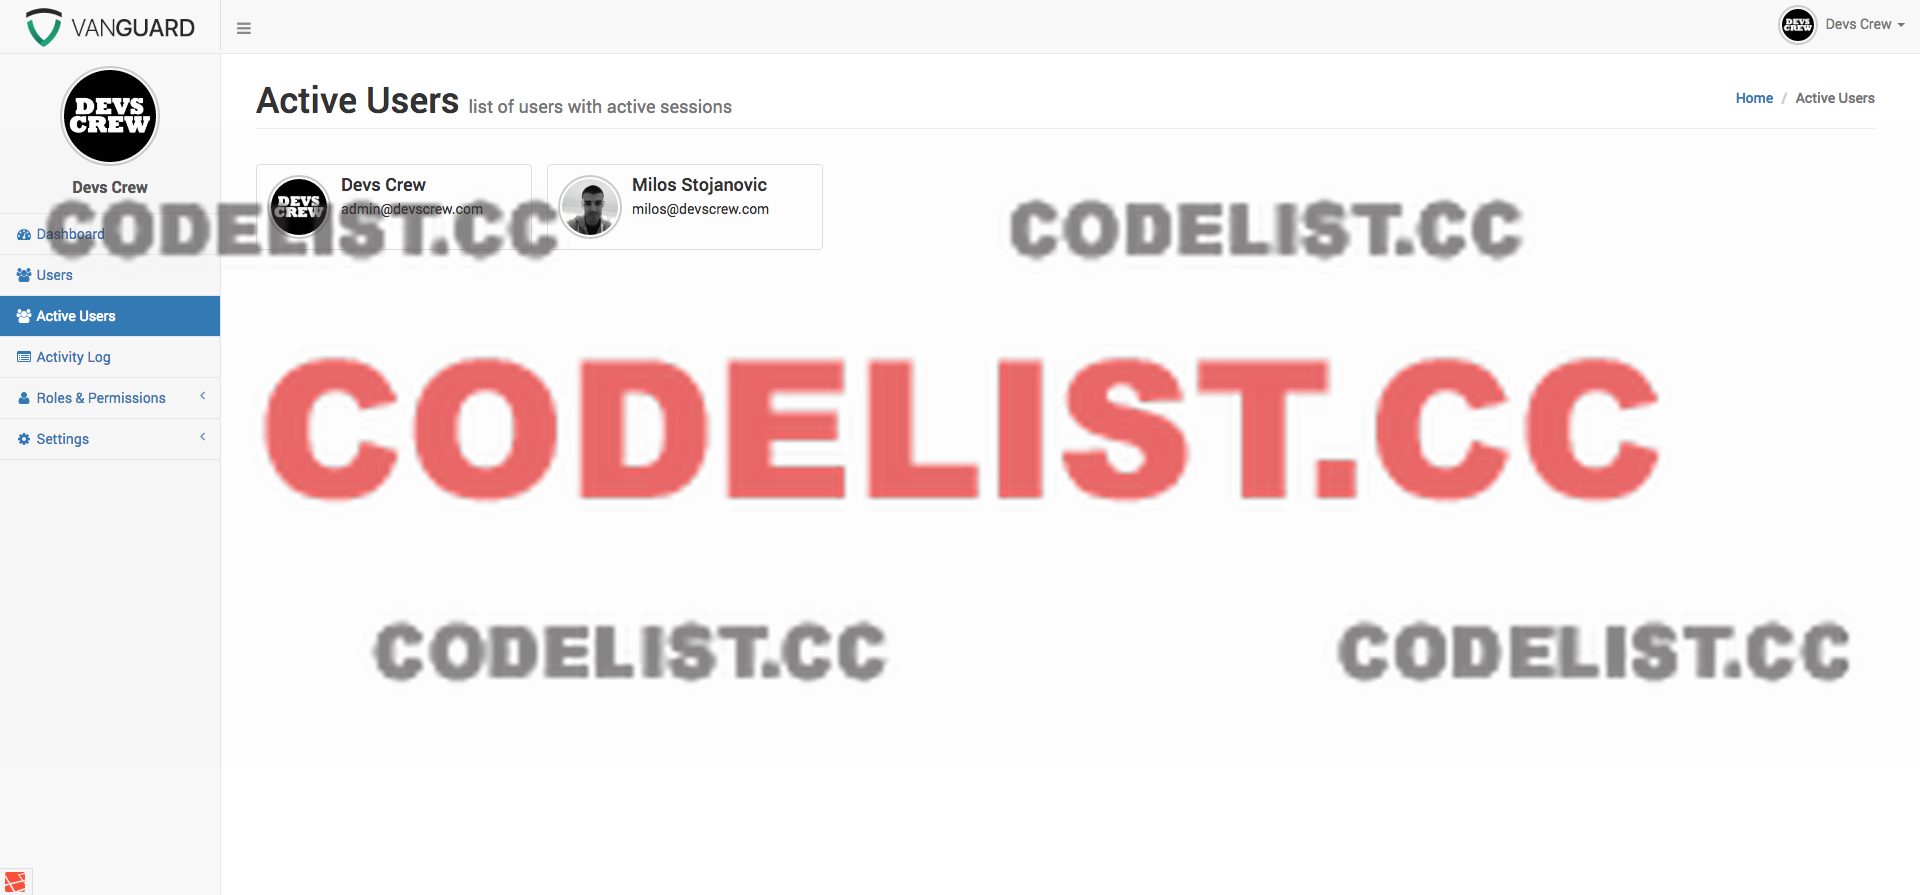 VANGUARD
DEVS
CREW
Devs Crew
DEVS
CREW
Devs Crew
Dashboard
Users
Active Users
Activity Log
Roles & Permissions
Settings
Active Users list of users with active sessions
Home / Active Users
DEVS
CREW
Devs Crew
admin@devscrew.com
Milos Stojanovic
milos@devscrew.com
CODELIST.CC
CODELIST.CC
CODELIST.CC
CODELIST.CC
CODELIST.CC